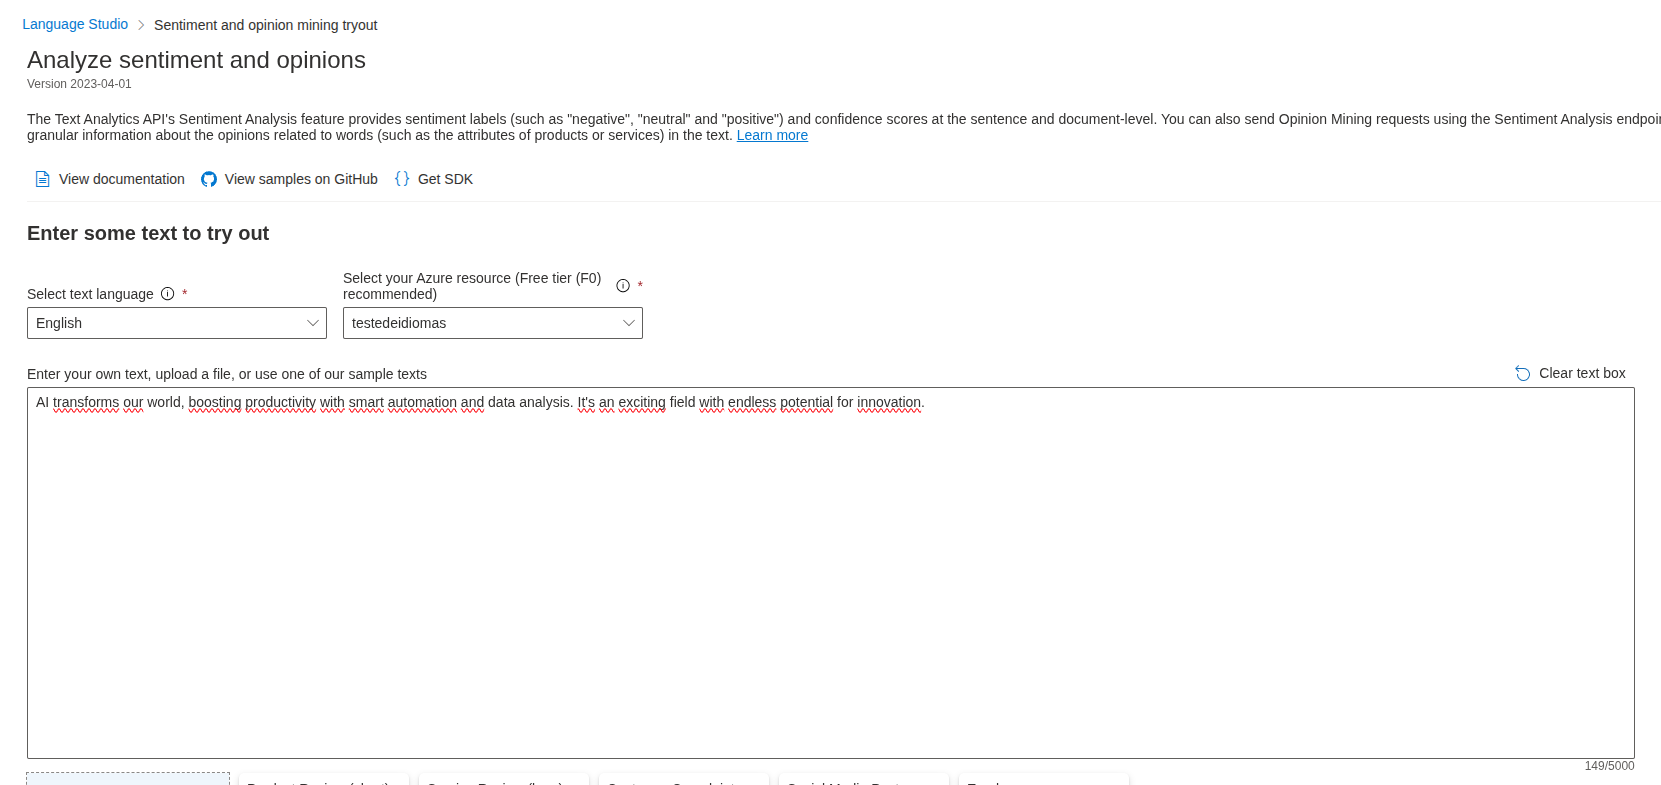 Language Studio > Sentiment and opinion mining tryout
Analyze sentiment and opinions
Version 2023-04-01
The Text Analytics API's Sentiment Analysis feature provides sentiment labels (such as "negative", "neutral" and "positive") and confidence scores at the sentence and document-level. You can also send Opinion Mining requests using the Sentiment Analysis
granular information about the opinions related to words (such as the attributes of products or services) in the text. Learn more
View documentation View samples on GitHub {} Get SDK
Enter some text to try out
Select your Azure resource (Free tier (F0)
Select text language * recommended) *
English testedeidiomas
Enter your own text, upload a file, or use one of our sample texts Clear text box
AI transforms our world, boosting productivity with smart automation and data analysis. It's an exciting field with endless potential for innovation.
149/5000